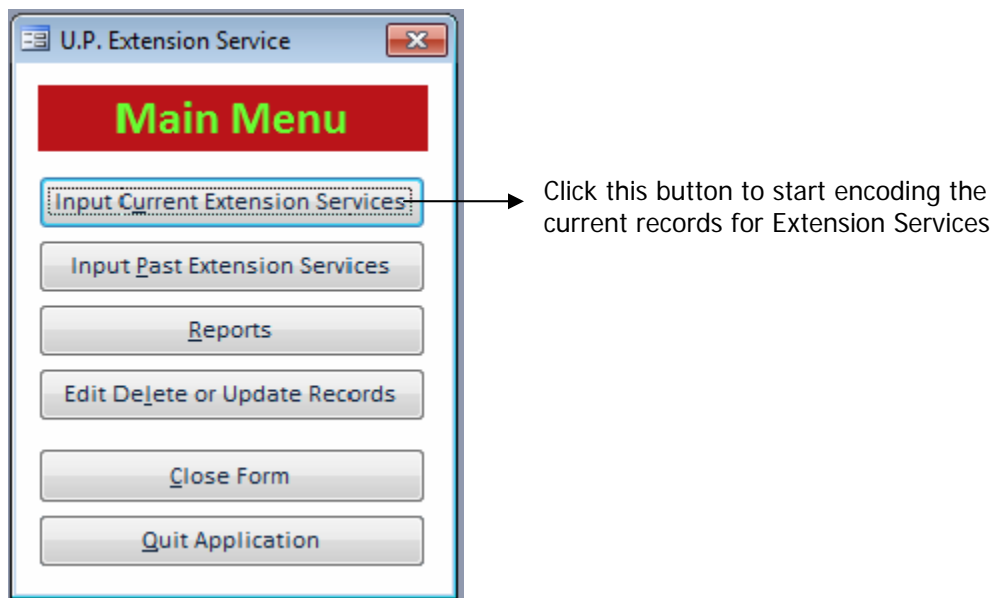 U.P. Extension Service
Main Menu
Input Current Extension Services
Click this button to start encoding the
current records for Extension Services
Input Past Extension Services
Reports
Edit Delete or Update Records
Close Form
Quit Application